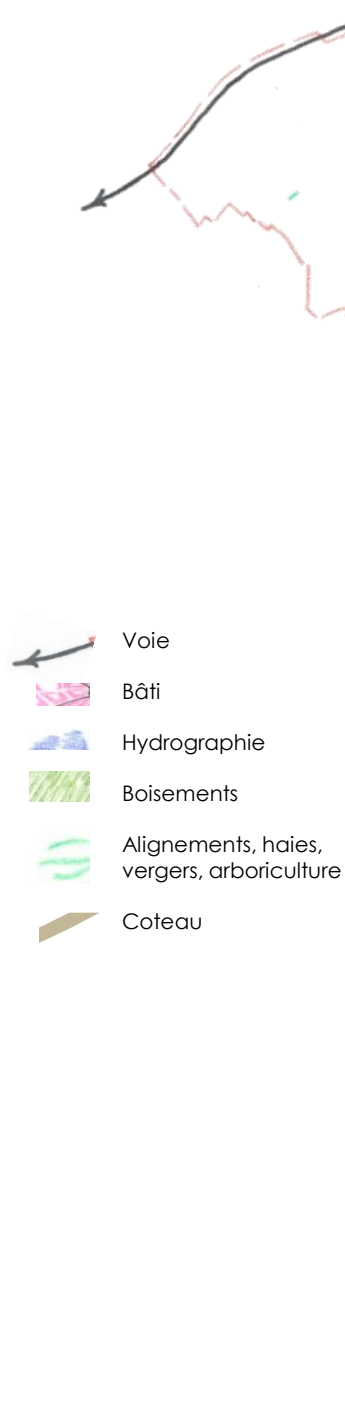 Voie
Bâti
Hydrographie
Boisements
Alignements, haies,
vergers, arboriculture
Coteau